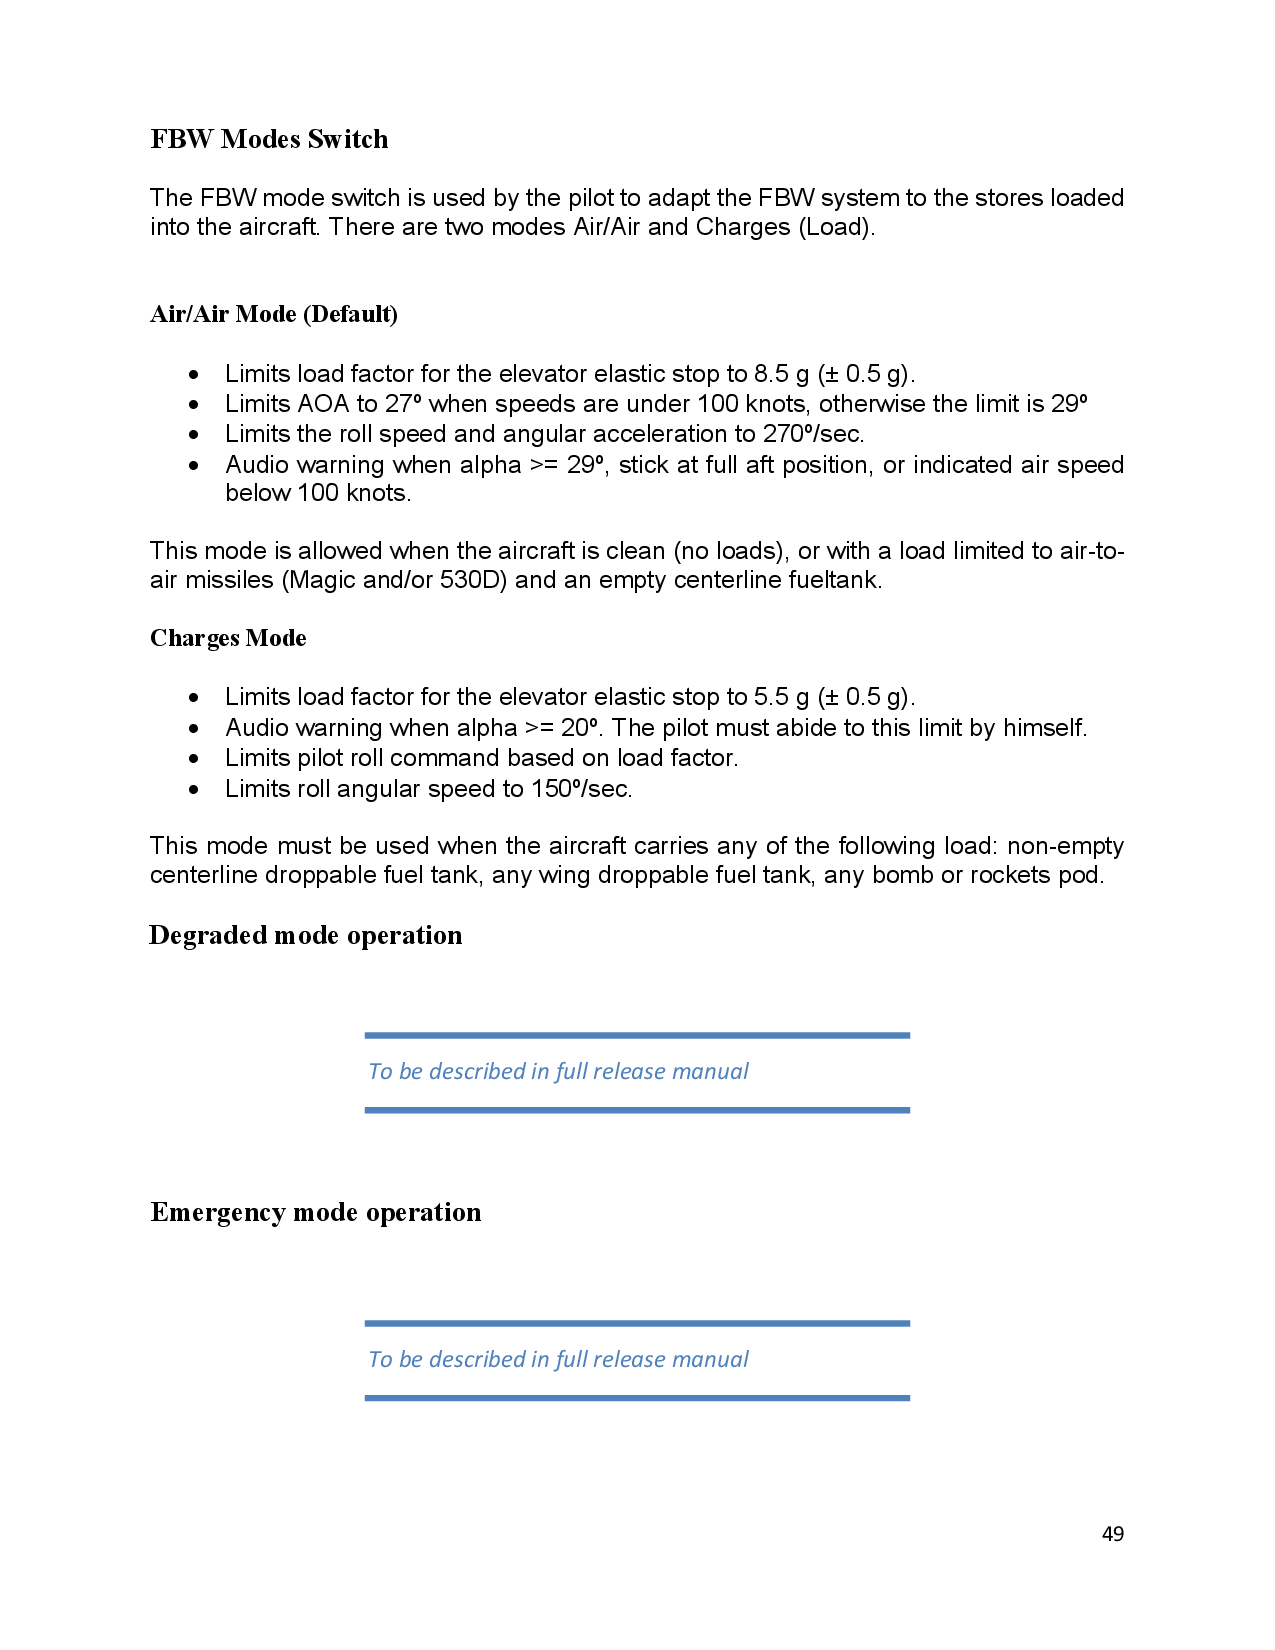 FBW Modes Switch
The FBW mode switch is used by the pilot to adapt the FBW system to the stores loaded
into the aircraft. There are two modes Air/Air and Charges (Load).
Air/Air Mode (Default)
• Limits load factor for the elevator elastic stop to 8.5 g (± 0.5 g).
• Limits AOA to 27º when speeds are under 100 knots, otherwise the limit is 29º
• Limits the roll speed and angular acceleration to 270º/sec.
• Audio warning when alpha >= 29º, stick at full aft position, or indicated air speed
below 100 knots.
This mode is allowed when the aircraft is clean (no loads), or with a load limited to air-to-
air missiles (Magic and/or 530D) and an empty centerline fueltank.
Charges Mode
• Limits load factor for the elevator elastic stop to 5.5 g (± 0.5 g).
• Audio warning when alpha >= 20º. The pilot must abide to this limit by himself.
• Limits pilot roll command based on load factor.
• Limits roll angular speed to 150º/sec.
This mode must be used when the aircraft carries any of the following load: non-empty
centerline droppable fuel tank, any wing droppable fuel tank, any bomb or rockets pod.
Degraded mode operation
To be described in full release manual
Emergency mode operation
To be described in full release manual
49